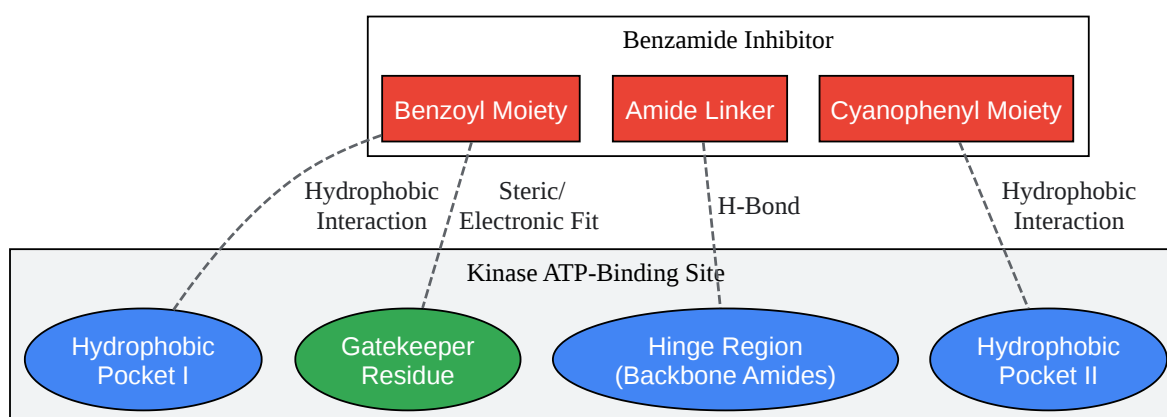 Benzamide Inhibitor
Benzoyl Moiety
Amide Linker
Cyanophenyl Moiety
Hydrophobic
Interaction
Steric/
Electronic Fit
H-Bond
Hydrophobic
Interaction
Kinase ATP-Binding Site
Hydrophobic
Pocket I
Gatekeeper
Residue
Hinge Region
(Backbone Amides)
Hydrophobic
Pocket II